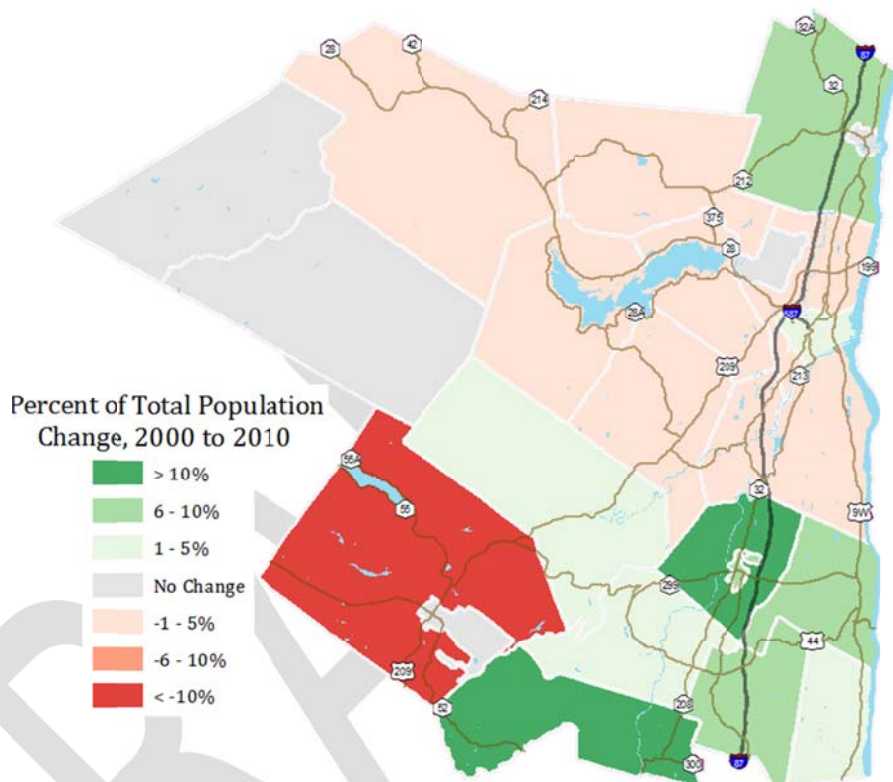 32A
87
28
42
32
214
212
375
28
199
28A
587
209
213
Percent of Total Population
Change, 2000 to 2010
> 10%
6 - 10%
1 - 5%
No Change
-1 - 5%
-6 - 10%
< -10%
55A
55
32
9W
299
44
209
52
208
300
87